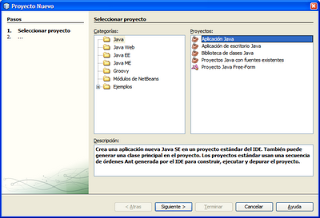 Proyecto Nuevo
Pasos
1. Seleccionar proyecto
2. ...
Seleccionar proyecto
Categorías:
Java
Java Web
Java EE
Java ME
Groovy
Módulos de NetBeans
Ejemplos
Proyectos:
Aplicación Java
Aplicación de escritorio Java
Biblioteca de clases Java
Proyectos Java con fuentes existentes
Proyecto Java Free-Form
Descripción:
Crea una aplicación nueva Java SE en un proyecto estándar del IDE. También puede
generar una clase principal en el proyecto. Los proyectos estándar usan una secuencia
de órdenes Ant generada por el IDE para construir, ejecutar y depurar el proyecto.
< Atrás
Siguiente >
Terminar
Cancelar
Ayuda